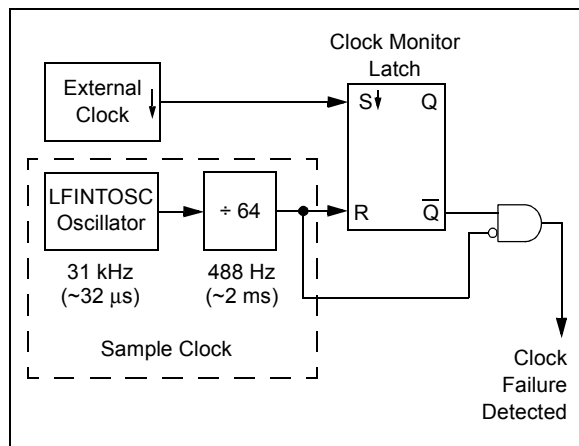 Clock Monitor
Latch
External
Clock
S
Q
LFINTOSC
Oscillator
÷ 64
R
Q̅
31 kHz
(~32 μs)
488 Hz
(~2 ms)
Sample Clock
Clock
Failure
Detected